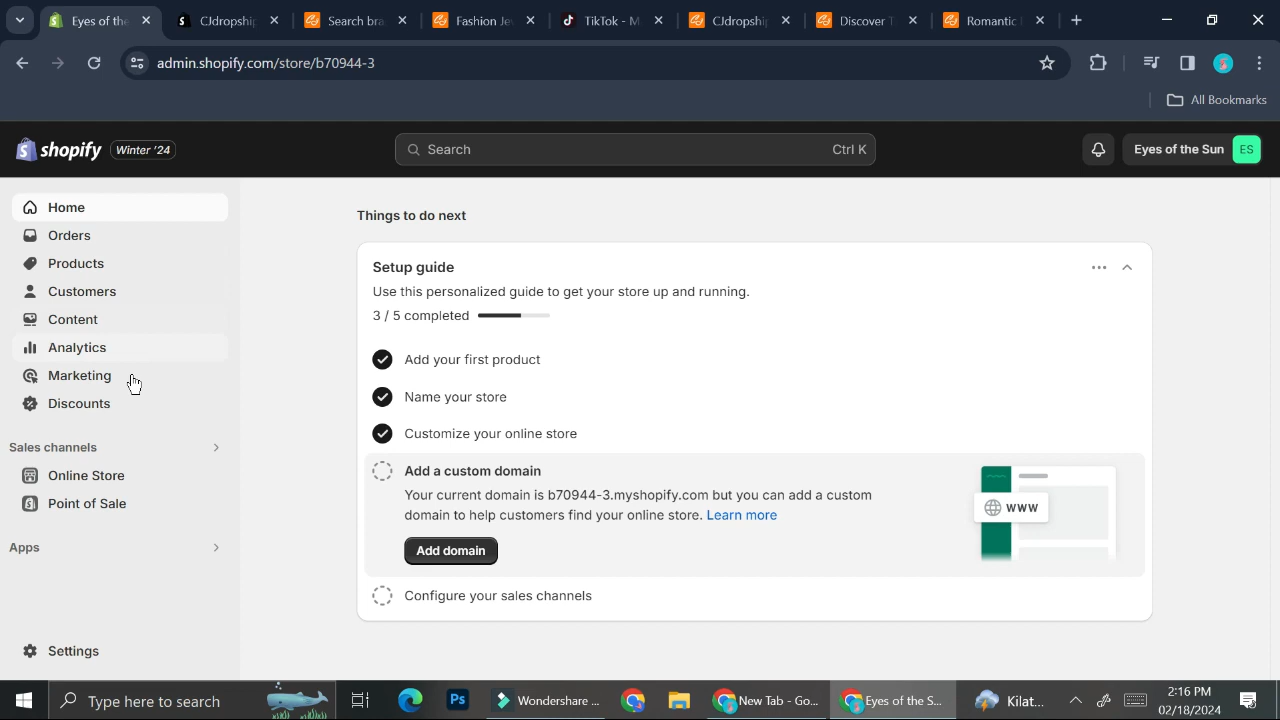 Eyes of the
CJdropship
Search bra
Fashion Je
TikTok - M
CJdropship
Discover T
Romantic
admin.shopify.com/store/b70944-3
All Bookmarks
shopify
Winter '24
Search
Ctrl K
Eyes of the Sun
ES
Home
Orders
Products
Customers
Content
Analytics
Marketing
Discounts
Sales channels
Online Store
Point of Sale
Apps
Settings
Things to do next
Setup guide
Use this personalized guide to get your store up and running.
3 / 5 completed
Add your first product
Name your store
Customize your online store
Add a custom domain
Your current domain is b70944-3.myshopify.com but you can add a custom
domain to help customers find your online store. Learn more
Add domain
www
Configure your sales channels
Type here to search
Ps
Wondershare ...
New Tab - Go...
Eyes of the S...
Kilat...
2:16 PM
02/18/2024